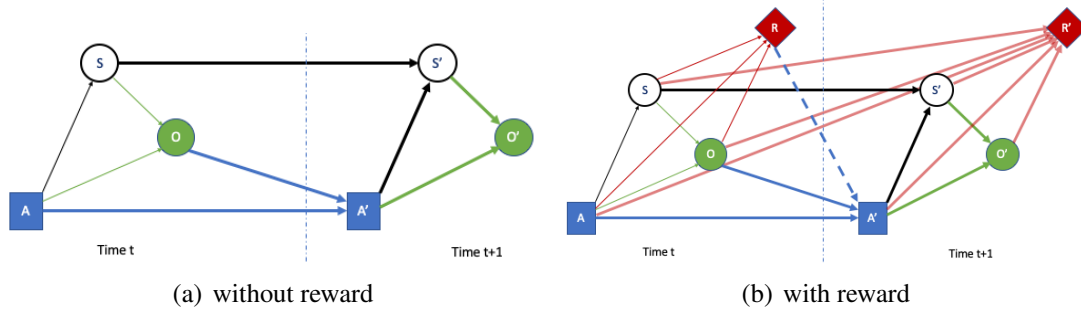 S
S'
O
O'
A
A'
Time t
Time t+1
(a) without reward
R
R'
S
S'
O
O'
A
A'
Time t
Time t+1
(b) with reward